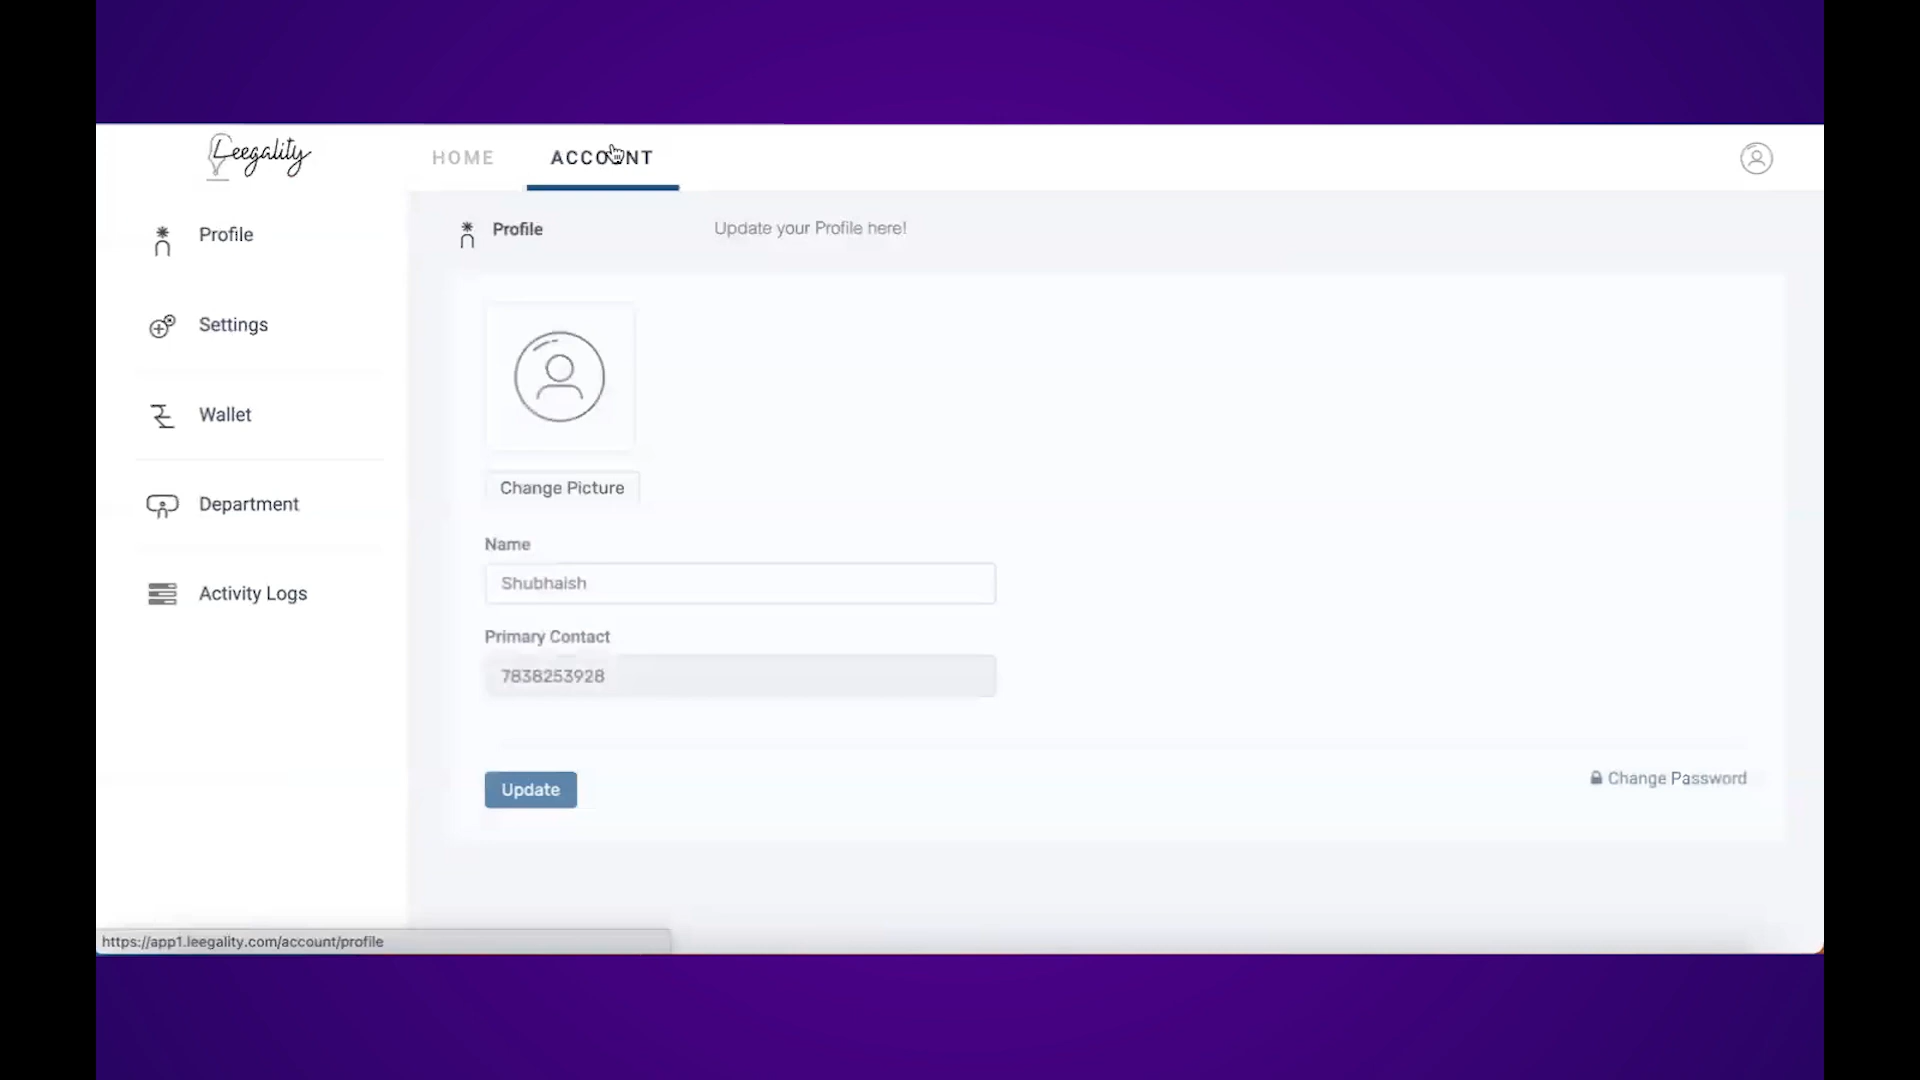 Leegality
HOME
ACCOUNT
Profile
Settings
Wallet
Department
Activity Logs
Profile
Update your Profile here!
Change Picture
Name
Shubhaish
Primary Contact
7838253928
Update
Change Password
https://app1.leegality.com/account/profile